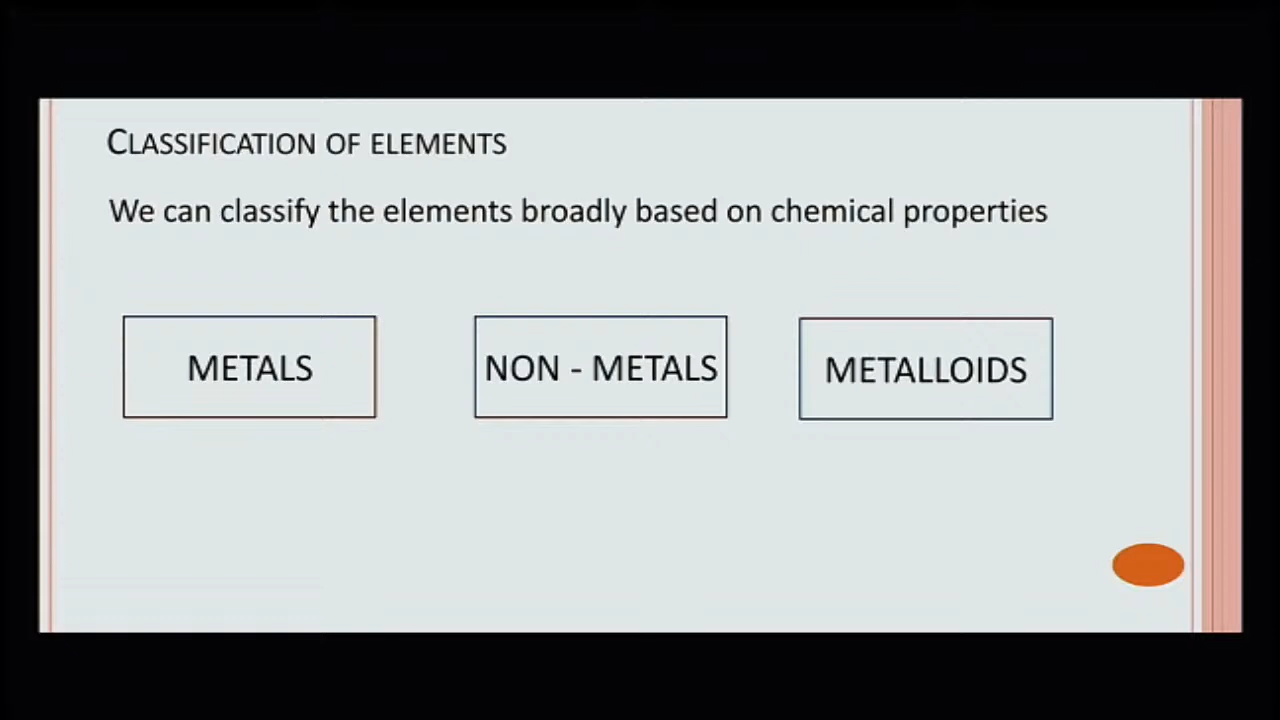 CLASSIFICATION OF ELEMENTS
We can classify the elements broadly based on chemical properties
METALS
NON - METALS
METALLOIDS